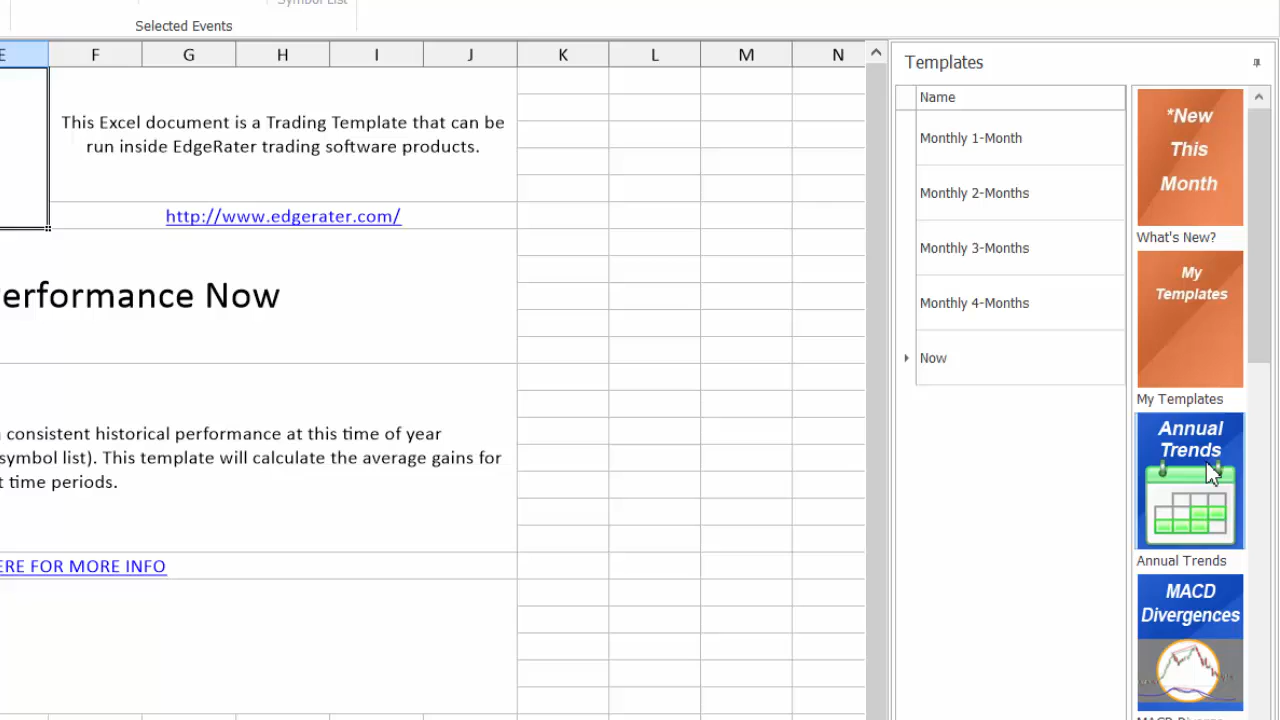 Symbol List
Selected Events
E F G H I J K L M N
This Excel document is a Trading Template that can be
run inside EdgeRater trading software products.
http://www.edgerater.com/
erformance Now
consistent historical performance at this time of year
symbol list). This template will calculate the average gains for
t time periods.
ERE FOR MORE INFO
Templates
Name
Monthly 1-Month
Monthly 2-Months
Monthly 3-Months
Monthly 4-Months
Now
*New
This
Month
What's New?
My
Templates
My Templates
Annual
Trends
Annual Trends
MACD
Divergences